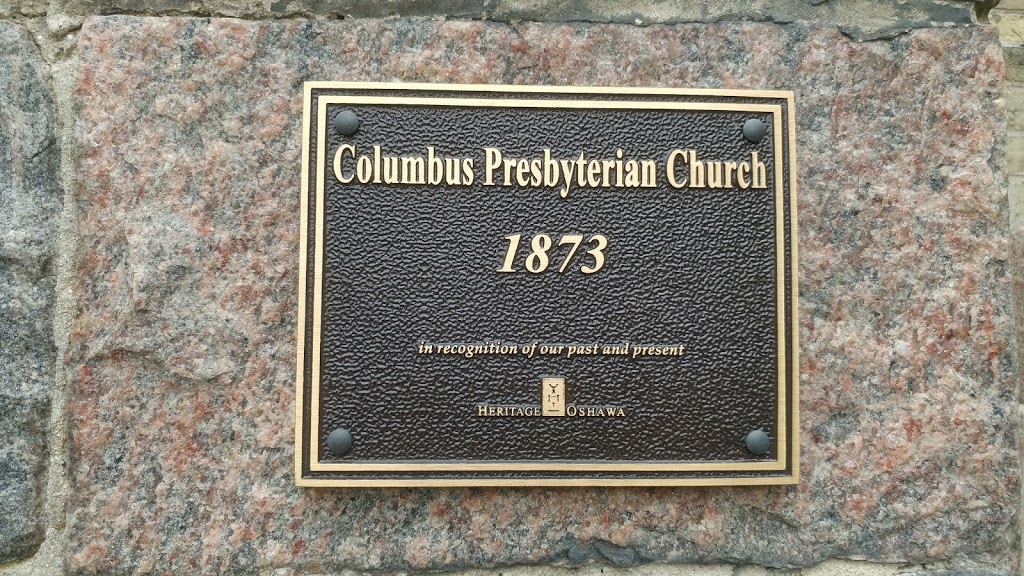 Columbus Presbyterian Church
1873
in recognition of our past and present
HERITAGE OSHAWA